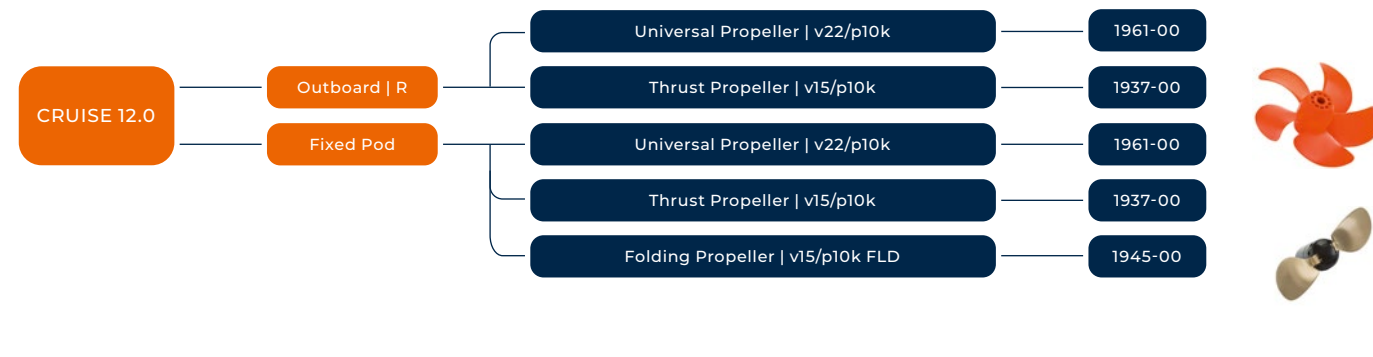 Universal Propeller | v22/p10k
1961-00
Outboard | R
Thrust Propeller | v15/p10k
1937-00
CRUISE 12.0
Fixed Pod
Universal Propeller | v22/p10k
1961-00
Thrust Propeller | v15/p10k
1937-00
Folding Propeller | v15/p10k FLD
1945-00